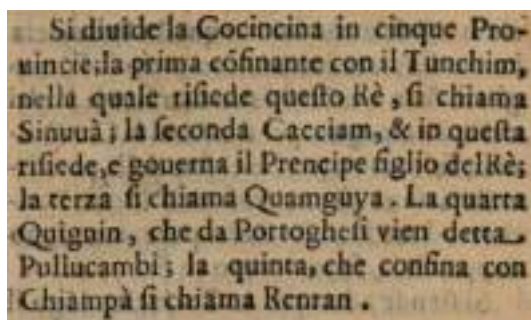 Si diuide la Cocincina in cinque Pro-
uincie; la prima cōfinante con il Tunchim,
nella quale risiede questo Rè, si chiama
Sinuuà; la seconda Cacciam, & in questa
risiede, e gouerna il Prencipe figlio del Rè;
la terza si chiama Quamguya. La quarta
Quignin, che da Portoghesi vien detta
Pullucambi; la quinta, che confina con
Chiampà si chiama Renran.